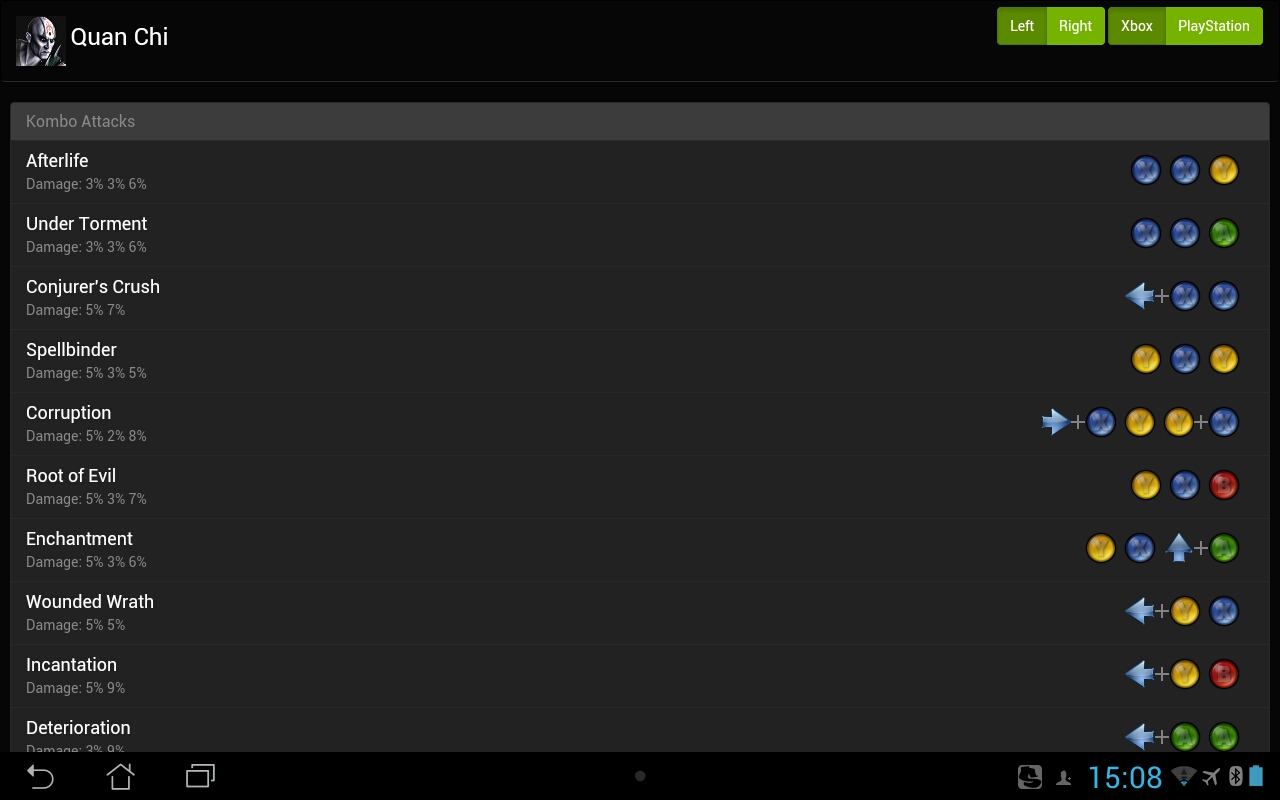 Quan Chi
Left Right Xbox PlayStation
Kombo Attacks
Afterlife
Damage: 3% 3% 6%
X X Y
Under Torment
Damage: 3% 3% 6%
X X A
Conjurer's Crush
Damage: 5% 7%
+ X X
Spellbinder
Damage: 5% 3% 5%
Y X Y
Corruption
Damage: 5% 2% 8%
+ X Y Y + X
Root of Evil
Damage: 5% 3% 7%
Y X B
Enchantment
Damage: 5% 3% 6%
Y X + A
Wounded Wrath
Damage: 5% 5%
+ Y X
Incantation
Damage: 5% 9%
+ Y B
Deterioration
Damage: 3% 9%
+ A A
15:08